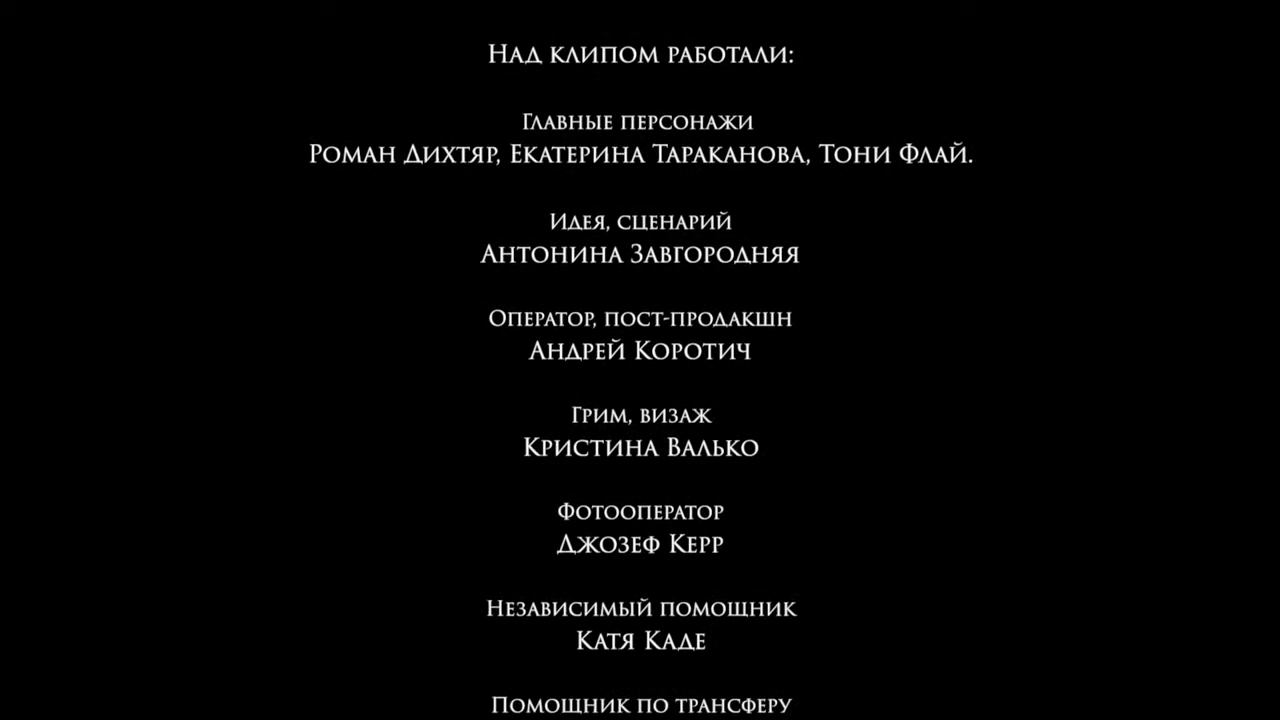 Над клипом работали:
Главные персонажи
Роман Дихтяр, Екатерина Тараканова, Тони Флай.
Идея, сценарий
Антонина Завгородняя
Оператор, пост-продакшн
Андрей Коротич
Грим, визаж
Кристина Валько
Фотооператор
Джозеф Керр
Независимый помощник
Катя Каде
Помощник по трансферу